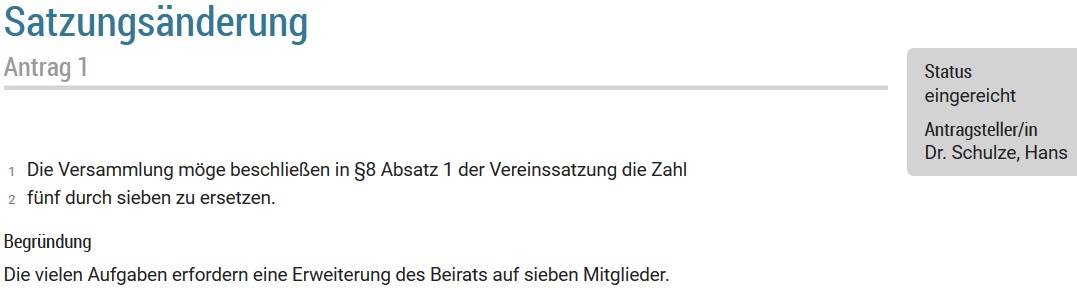 Satzungsänderung
Antrag 1
Status
eingereicht
Antragsteller/in
Dr. Schulze, Hans
1 Die Versammlung möge beschließen in §8 Absatz 1 der Vereinssatzung die Zahl
2 fünf durch sieben zu ersetzen.
Begründung
Die vielen Aufgaben erfordern eine Erweiterung des Beirats auf sieben Mitglieder.